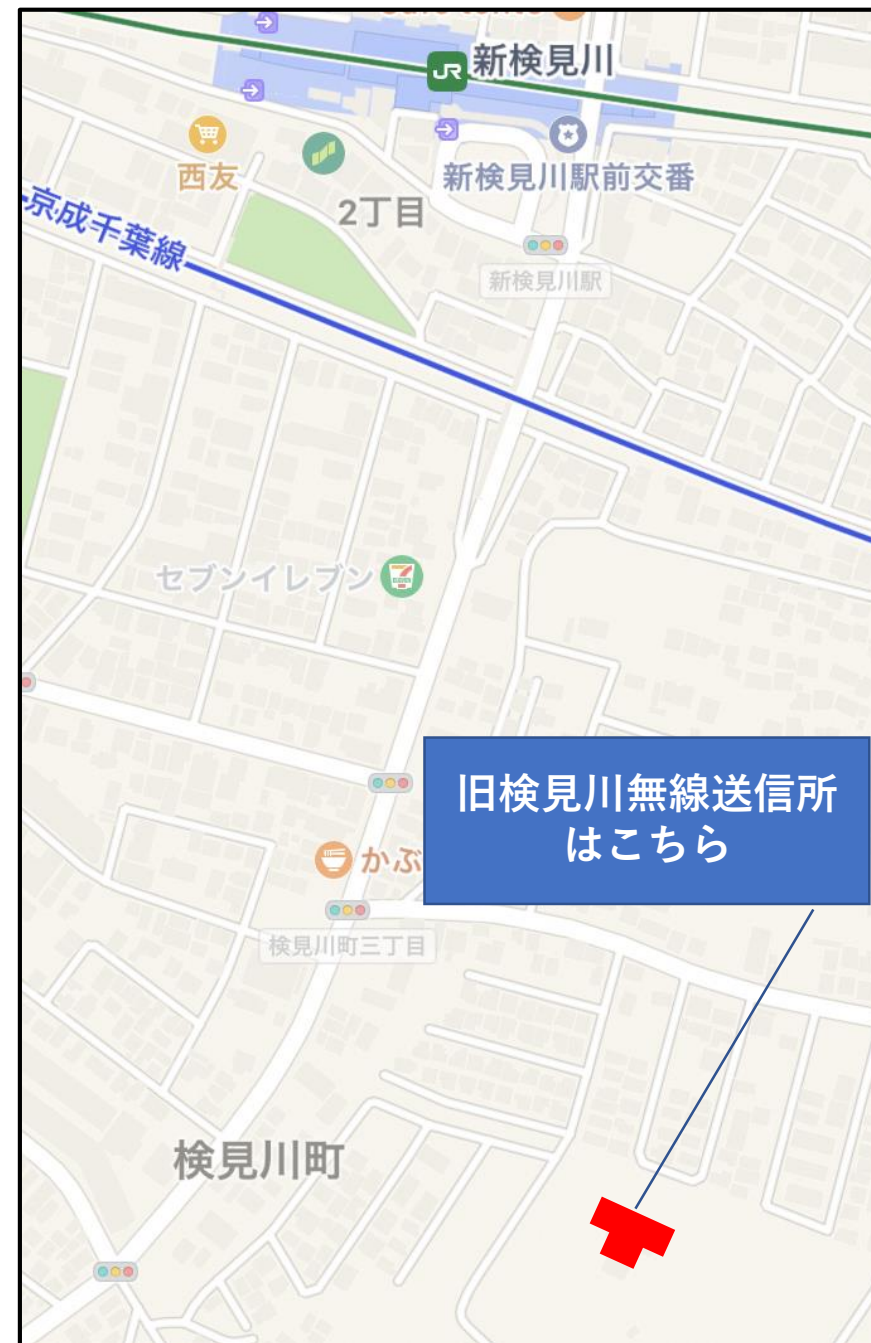 JR 新検見川
西友
新検見川駅前交番
2丁目
京成千葉線
新検見川駅
セブンイレブン
旧検見川無線送信所
はこちら
かぶ
検見川町三丁目
検見川町